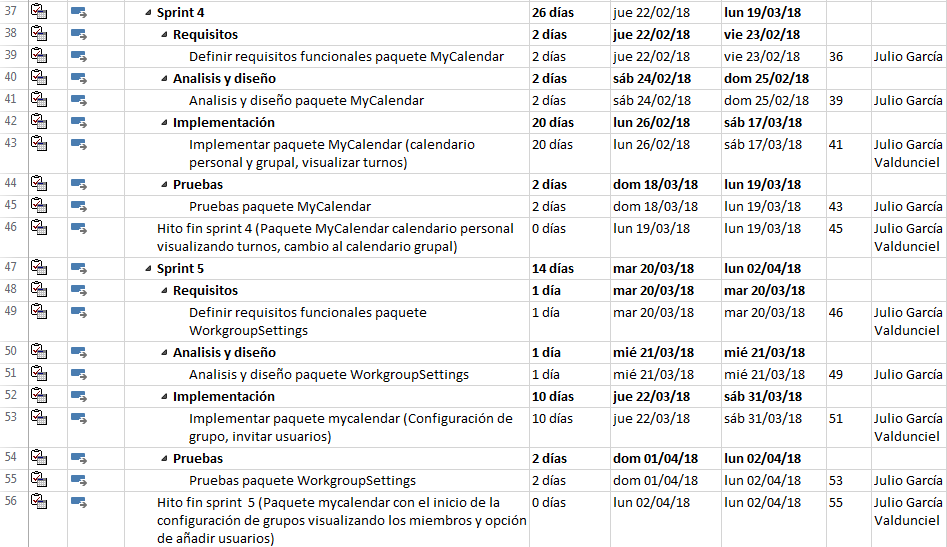 37 Sprint 4 26 días jue 22/02/18 lun 19/03/18
38 Requisitos 2 días jue 22/02/18 vie 23/02/18
39 Definir requisitos funcionales paquete MyCalendar 2 días jue 22/02/18 vie 23/02/18 36 Julio García
40 Analisis y diseño 2 días sáb 24/02/18 dom 25/02/18
41 Analisis y diseño paquete MyCalendar 2 días sáb 24/02/18 dom 25/02/18 39 Julio García
42 Implementación 20 días lun 26/02/18 sáb 17/03/18
43 Implementar paquete MyCalendar (calendario 20 días lun 26/02/18 sáb 17/03/18 41 Julio García
personal y grupal, visualizar turnos) Valdunciel
44 Pruebas 2 días dom 18/03/18 lun 19/03/18
45 Pruebas paquete MyCalendar 2 días dom 18/03/18 lun 19/03/18 43 Julio García
46 Hito fin sprint 4 (Paquete MyCalendar calendario personal 0 días lun 19/03/18 lun 19/03/18 45 Julio García
visualizando turnos, cambio al calendario grupal) Valdunciel
47 Sprint 5 14 días mar 20/03/18 lun 02/04/18
48 Requisitos 1 día mar 20/03/18 mar 20/03/18
49 Definir requisitos funcionales paquete 1 día mar 20/03/18 mar 20/03/18 46 Julio García
WorkgroupSettings Valdunciel
50 Analisis y diseño 1 día mié 21/03/18 mié 21/03/18
51 Analisis y diseño paquete WorkgroupSettings 1 día mié 21/03/18 mié 21/03/18 49 Julio García
52 Implementación 10 días jue 22/03/18 sáb 31/03/18
53 Implementar paquete mycalendar (Configuración de 10 días jue 22/03/18 sáb 31/03/18 51 Julio García
grupo, invitar usuarios) Valdunciel
54 Pruebas 2 días dom 01/04/18 lun 02/04/18
55 Pruebas paquete WorkgroupSettings 2 días dom 01/04/18 lun 02/04/18 53 Julio García
56 Hito fin sprint 5 (Paquete mycalendar con el inicio de la 0 días lun 02/04/18 lun 02/04/18 55 Julio García
configuración de grupos visualizando los miembros y opción Valdunciel
de añadir usuarios)